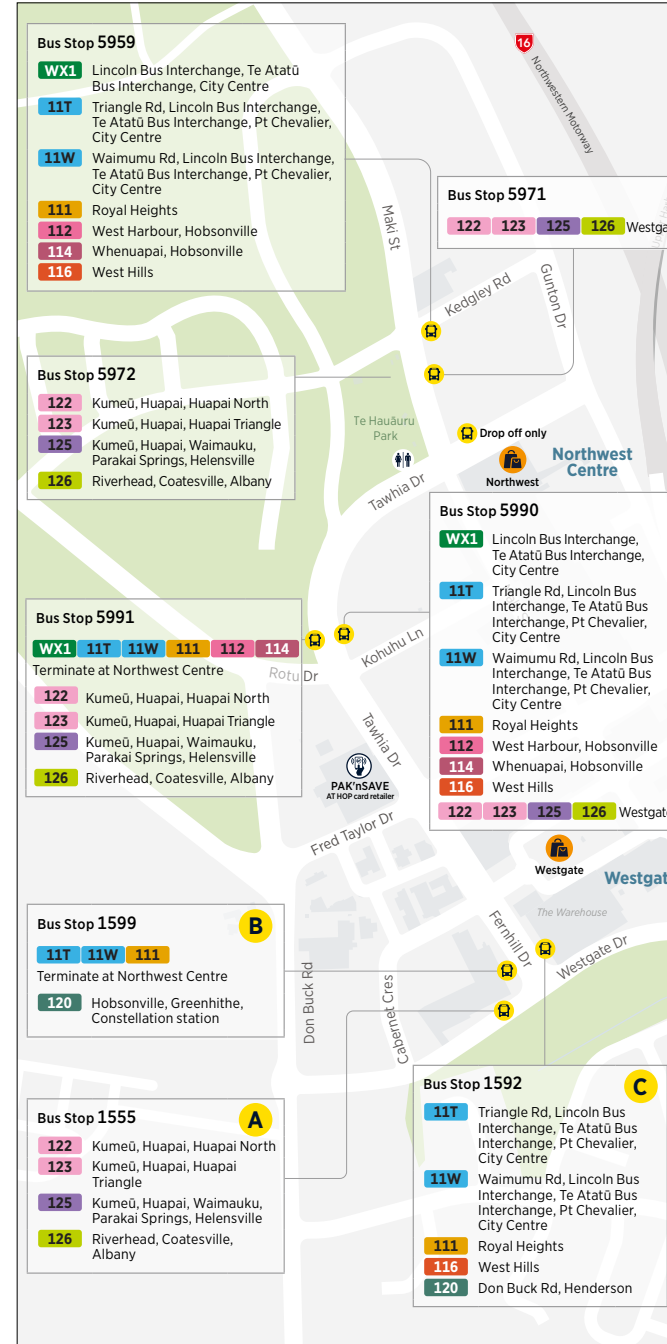 Bus Stop 5959
WX1 Lincoln Bus Interchange, Te Atatū
Bus Interchange, City Centre
11T Triangle Rd, Lincoln Bus Interchange,
Te Atatū Bus Interchange, Pt Chevalier,
City Centre
11W Waimumu Rd, Lincoln Bus Interchange,
Te Atatū Bus Interchange, Pt Chevalier,
City Centre
111 Royal Heights
112 West Harbour, Hobsonville
114 Whenuapai, Hobsonville
116 West Hills
16
Northwestern Motorway
Bus Stop 5971
122 123 125 126 Westga
Maki St
Kedgley Rd
Gunton Dr
Bus Stop 5972
122 Kumeū, Huapai, Huapai North
123 Kumeū, Huapai, Huapai Triangle
125 Kumeū, Huapai, Waimauku,
Parakai Springs, Helensville
126 Riverhead, Coatesville, Albany
Te Hauāuru
Park
Drop off only
Northwest
Northwest
Centre
Tawhia Dr
Bus Stop 5990
WX1 Lincoln Bus Interchange,
Te Atatū Bus Interchange,
City Centre
11T Triangle Rd, Lincoln Bus
Interchange, Te Atatū Bus
Interchange, Pt Chevalier,
City Centre
11W Waimumu Rd, Lincoln Bus
Interchange, Te Atatū Bus
Interchange, Pt Chevalier,
City Centre
111 Royal Heights
112 West Harbour, Hobsonville
114 Whenuapai, Hobsonville
116 West Hills
122 123 125 126 Westgat
Bus Stop 5991
WX1 11T 11W 111 112 114
Terminate at Northwest Centre
122 Kumeū, Huapai, Huapai North
123 Kumeū, Huapai, Huapai Triangle
125 Kumeū, Huapai, Waimauku,
Parakai Springs, Helensville
126 Riverhead, Coatesville, Albany
Rotu Dr
Kohuhu Ln
Tawhia Dr
PAK'nSAVE
AT HOP card retailer
Fred Taylor Dr
Westgate
Westgat
The Warehouse
Fernhill Dr
Westgate Dr
Don Buck Rd
Cabernet Cres
Bus Stop 1599 B
11T 11W 111
Terminate at Northwest Centre
120 Hobsonville, Greenhithe,
Constellation station
Bus Stop 1555 A
122 Kumeū, Huapai, Huapai North
123 Kumeū, Huapai, Huapai
Triangle
125 Kumeū, Huapai, Waimauku,
Parakai Springs, Helensville
126 Riverhead, Coatesville,
Albany
Bus Stop 1592 C
11T Triangle Rd, Lincoln Bus
Interchange, Te Atatū Bus
Interchange, Pt Chevalier,
City Centre
11W Waimumu Rd, Lincoln Bus
Interchange, Te Atatū Bus
Interchange, Pt Chevalier,
City Centre
111 Royal Heights
116 West Hills
120 Don Buck Rd, Henderson